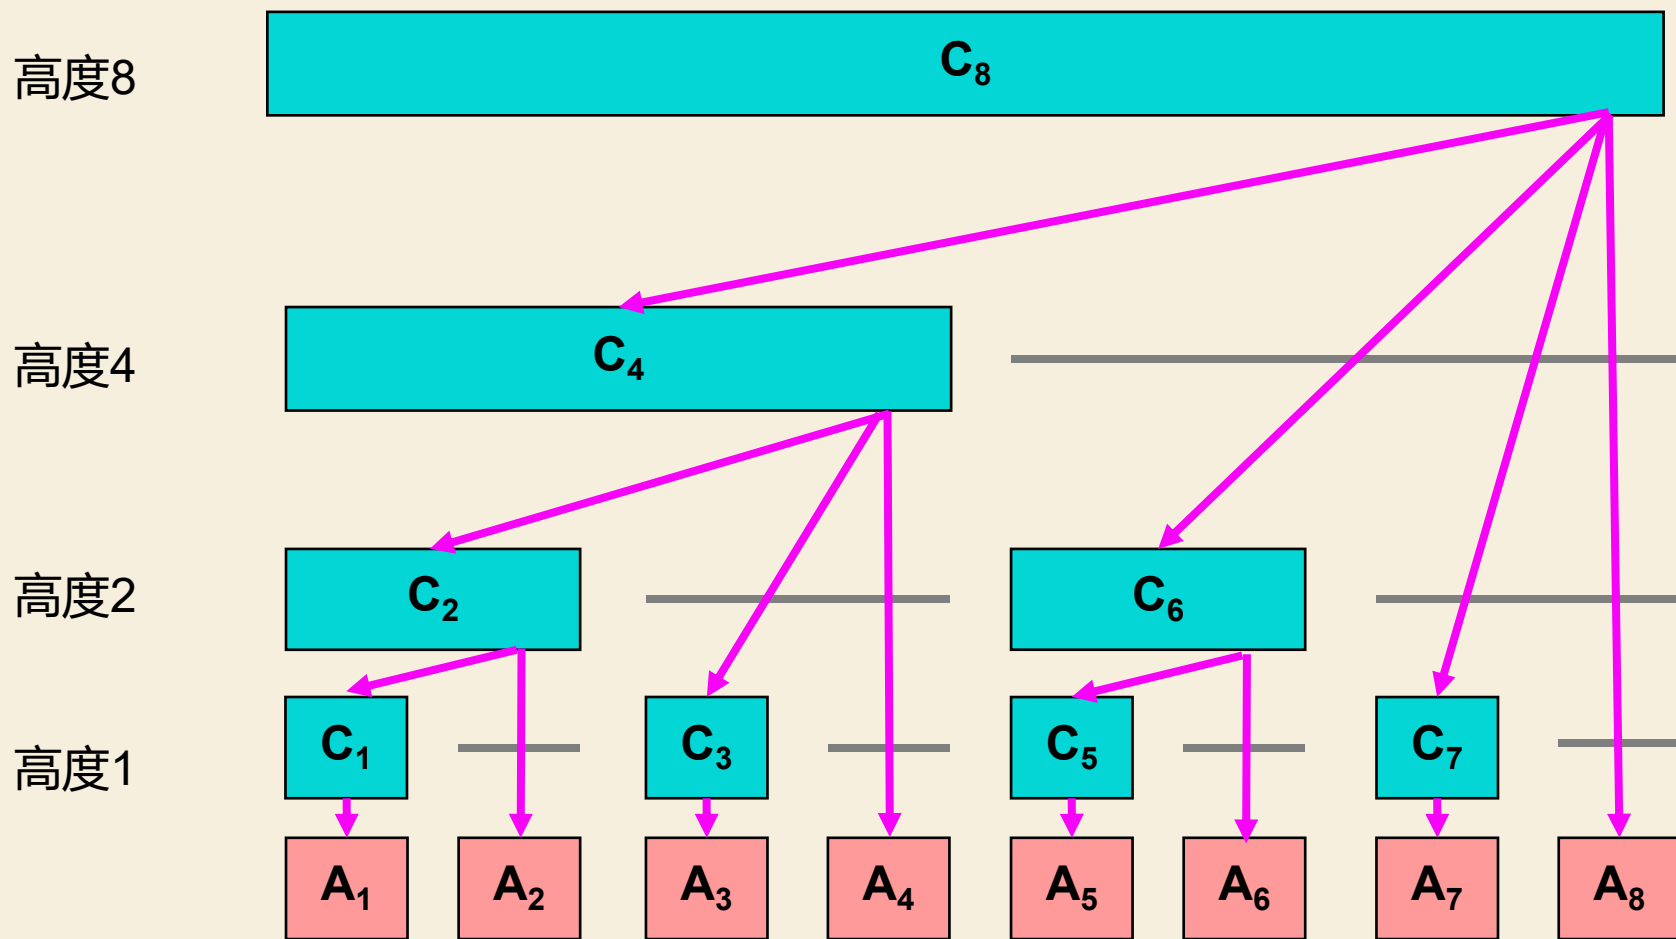 高度8
C₈
高度4
C₄
高度2
C₂ C₆
高度1
C₁ C₃ C₅ C₇
A₁ A₂ A₃ A₄ A₅ A₆ A₇ A₈